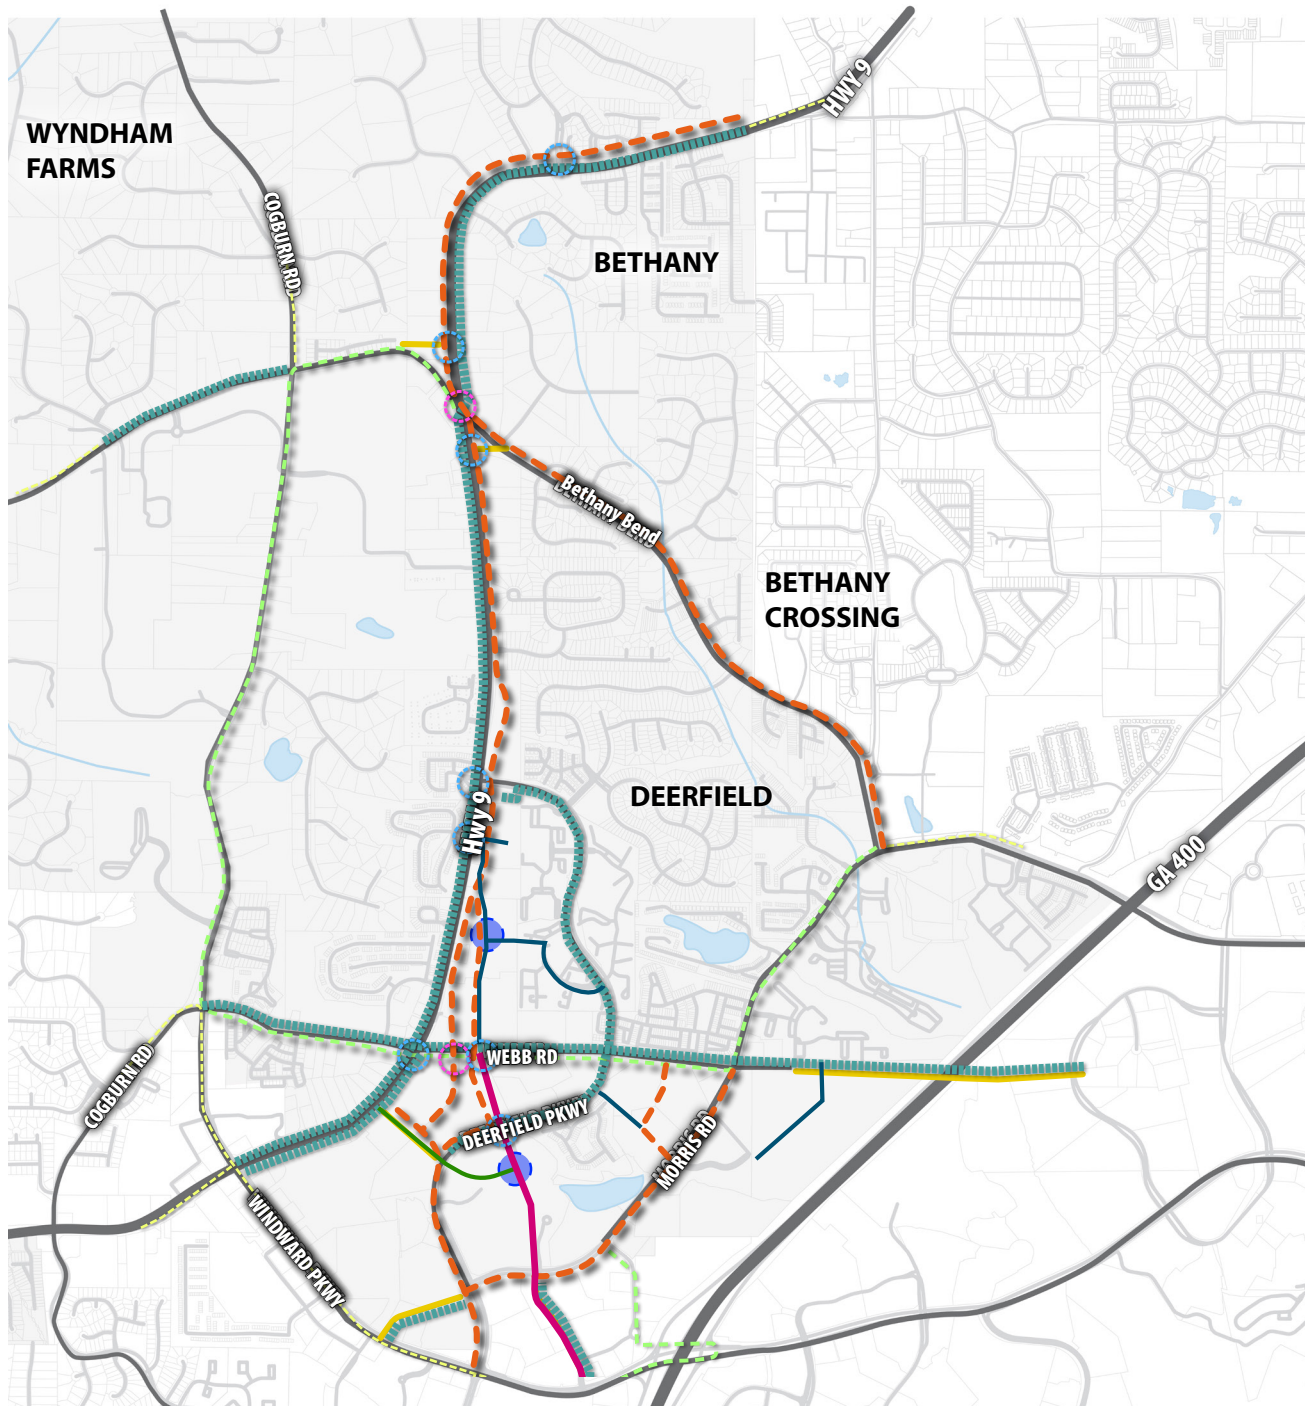 HWY 9
WYNDHAM
FARMS
COGBURN RD
BETHANY
Bethany Bend
BETHANY
CROSSING
DEERFIELD
Hwy 9
GA 400
WEBB RD
COGBURN RD
DEERFIELD PKWY
MORRIS RD
WINDWARD PKWY